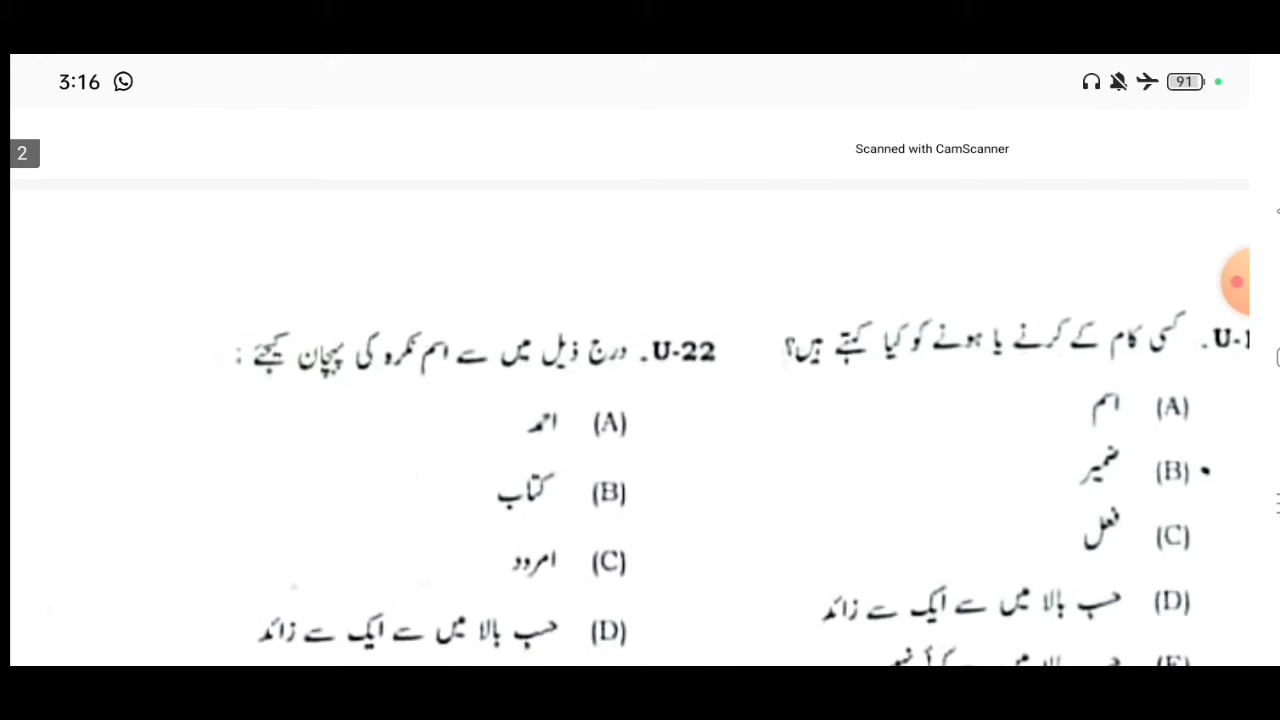 3:16
91
2
Scanned with CamScanner
U-1. کسی کام کے کرنے یا ہونے کو کیا کہتے ہیں؟
(A) اسم
(B) ضمیر
(C) فعل
(D) حسب بالا میں سے ایک سے زائد
(E)
U-22. درج ذیل میں سے اسم نکرہ کی پہچان کیجئے :
(A) احمد
(B) کتاب
(C) امرود
(D) حسب بالا میں سے ایک سے زائد